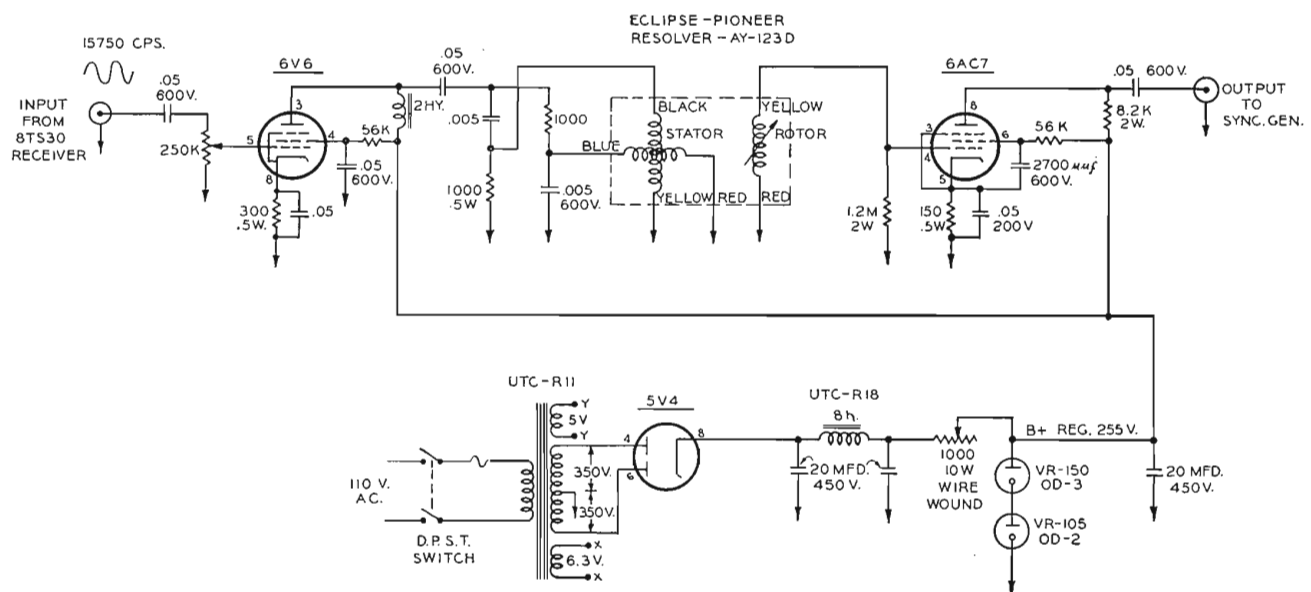 ECLIPSE-PIONEER
RESOLVER-AY-123D
15750 CPS.
INPUT
FROM
8TS30
RECEIVER
.05
600V.
250K
6V6
3
5
4
8
300
.5W.
.05
56K
.05
600V.
2HY.
.05
600V.
.005
1000
.5W
1000
.005
600V.
BLACK
STATOR
BLUE
YELLOW
RED
YELLOW
ROTOR
RED
1.2M
2W
6AC7
8
3
4
6
5
150
.5W
.05
200V
56K
2700 μμf
600V.
8.2K
2W.
.05
600V.
OUTPUT
TO
SYNC. GEN.
110 V.
AC.
D.P.S.T.
SWITCH
UTC-R11
Y
5V
Y
350V.
350V.
X
6.3V.
X
5V4
4
6
8
UTC-R18
8h.
20 MFD.
450V.
1000
10W
WIRE
WOUND
B+ REG. 255V.
VR-150
OD-3
VR-105
OD-2
20 MFD.
450V.